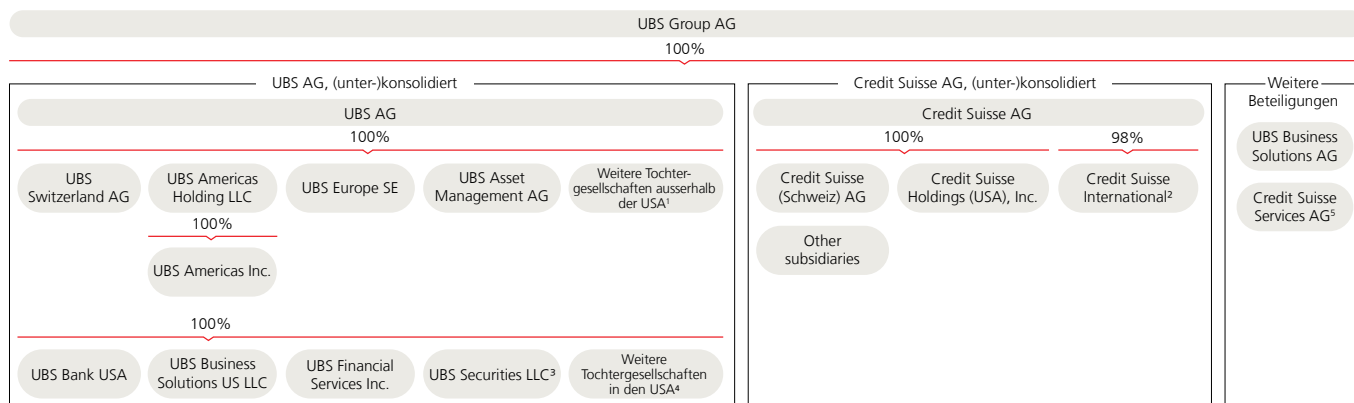 UBS Group AG
100%
UBS AG, (unter-)konsolidiert
UBS AG
100%
UBS
Switzerland AG
UBS Americas
Holding LLC
UBS Europe SE
UBS Asset
Management AG
Weitere Tochter-
gesellschaften ausserhalb
der USA¹
100%
UBS Americas Inc.
100%
UBS Bank USA
UBS Business
Solutions US LLC
UBS Financial
Services Inc.
UBS Securities LLC³
Weitere
Tochtergesellschaften
in den USA⁴
Credit Suisse AG, (unter-)konsolidiert
Credit Suisse AG
100%
98%
Credit Suisse
(Schweiz) AG
Credit Suisse
Holdings (USA), Inc.
Credit Suisse
International²
Other
subsidiaries
Weitere
Beteiligungen
UBS Business
Solutions AG
Credit Suisse
Services AG⁵